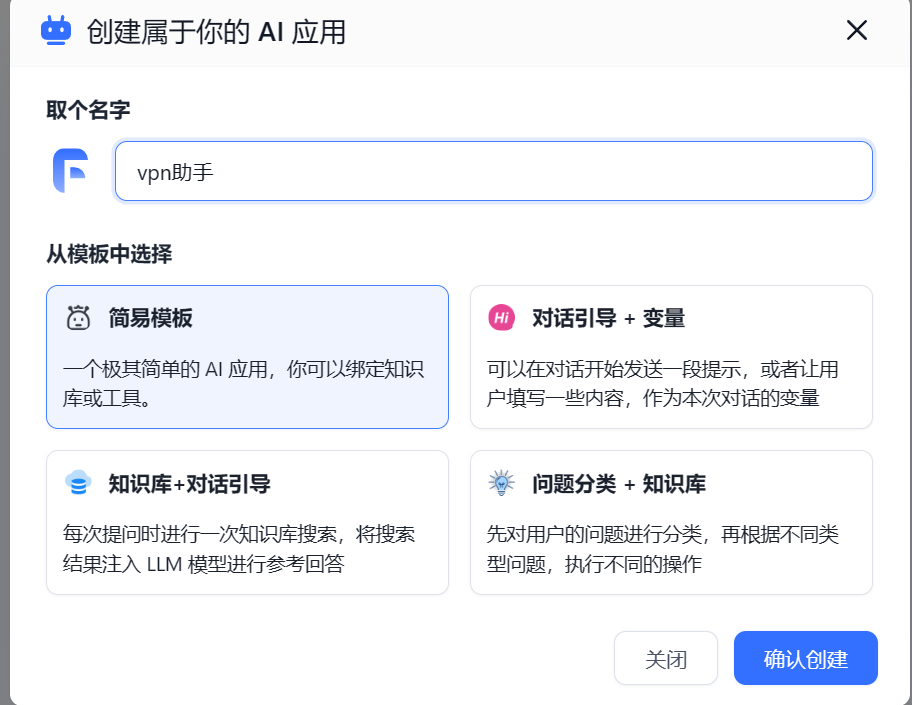 创建属于你的 AI 应用
取个名字
vpn助手
从模板中选择
简易模板
一个极其简单的 AI 应用，你可以绑定知识
库或工具。
Hi 对话引导 + 变量
可以在对话开始发送一段提示，或者让用
户填写一些内容，作为本次对话的变量
知识库+对话引导
每次提问时进行一次知识库搜索，将搜索
结果注入 LLM 模型进行参考回答
问题分类 + 知识库
先对用户的问题进行分类，再根据不同类
型问题，执行不同的操作
关闭
确认创建